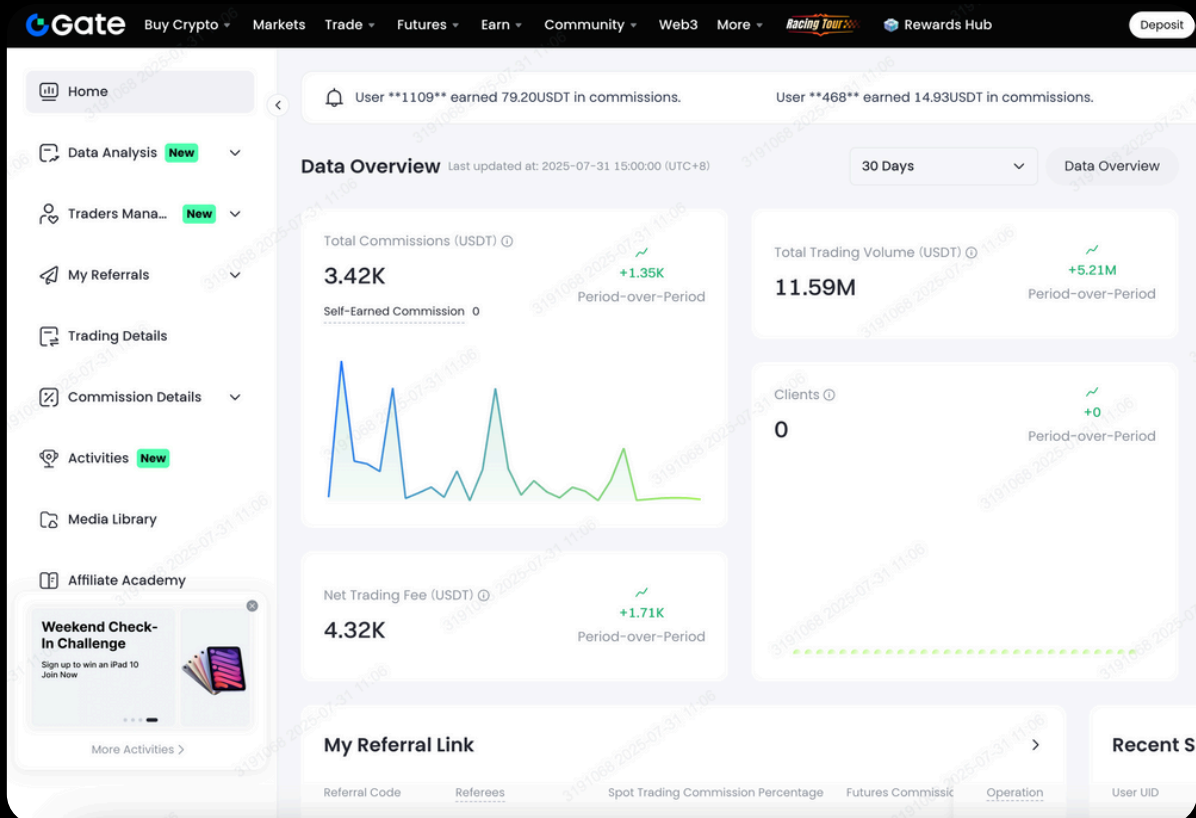 Gate
Buy Crypto
Markets
Trade
Futures
Earn
Community
Web3
More
Racing Tour
Rewards Hub
Deposit
Home
Data Analysis New
Traders Mana... New
My Referrals
Trading Details
Commission Details
Activities New
Media Library
Affiliate Academy
Weekend Check-
In Challenge
Sign up to win an iPad 10
Join Now
More Activities
User **1109** earned 79.20USDT in commissions.
User **468** earned 14.93USDT in commissions.
Data Overview Last updated at: 2025-07-31 15:00:00 (UTC+8)
30 Days
Data Overview
Total Commissions (USDT)
3.42K
+1.35K
Period-over-Period
Self-Earned Commission 0
Total Trading Volume (USDT)
11.59M
+5.21M
Period-over-Period
Clients
0
+0
Period-over-Period
Net Trading Fee (USDT)
4.32K
+1.71K
Period-over-Period
My Referral Link
Referral Code
Referees
Spot Trading Commission Percentage
Futures Commissic
Operation
Recent S
User UID
3191068 2025-07-31 11:06